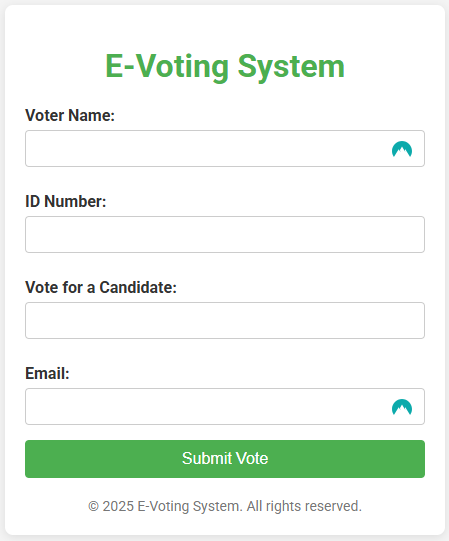 E-Voting System
Voter Name:
ID Number:
Vote for a Candidate:
Email:
Submit Vote
© 2025 E-Voting System. All rights reserved.